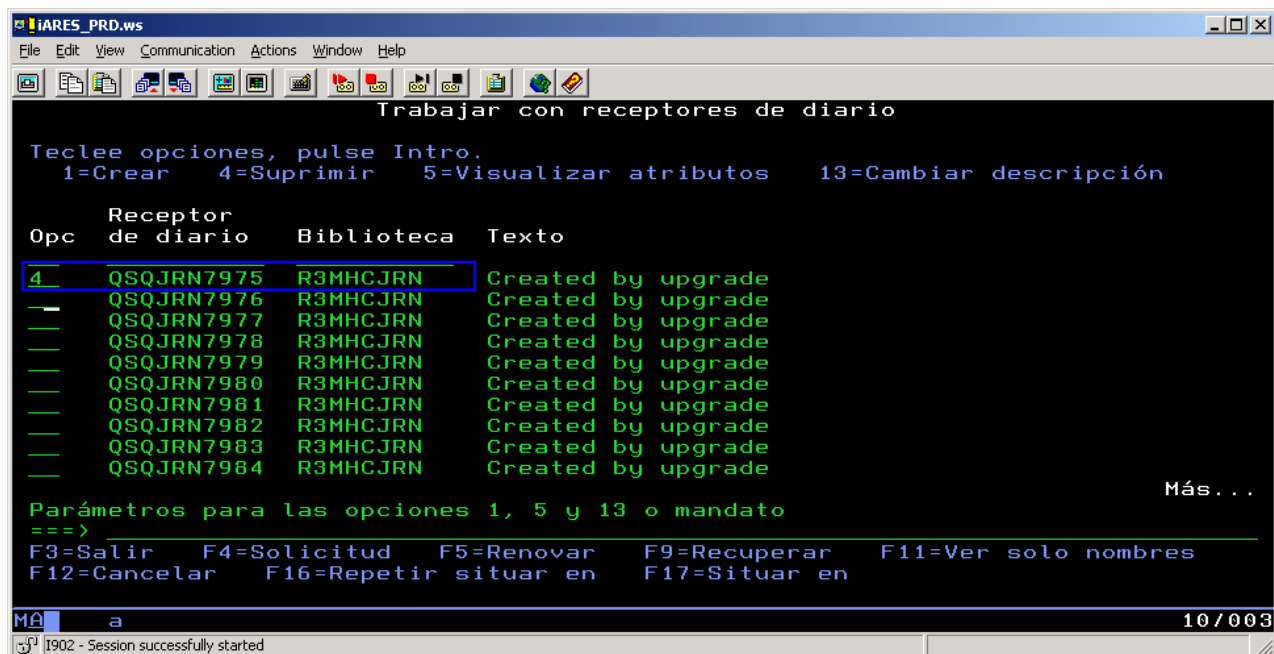 iARES_PRD.ws
File Edit View Communication Actions Window Help
Trabajar con receptores de diario
Teclee opciones, pulse Intro.
1=Crear 4=Suprimir 5=Visualizar atributos 13=Cambiar descripción
Receptor
Opc de diario Biblioteca Texto
4 QSQJRN7975 R3MHCJRN Created by upgrade
QSQJRN7976 R3MHCJRN Created by upgrade
QSQJRN7977 R3MHCJRN Created by upgrade
QSQJRN7978 R3MHCJRN Created by upgrade
QSQJRN7979 R3MHCJRN Created by upgrade
QSQJRN7980 R3MHCJRN Created by upgrade
QSQJRN7981 R3MHCJRN Created by upgrade
QSQJRN7982 R3MHCJRN Created by upgrade
QSQJRN7983 R3MHCJRN Created by upgrade
QSQJRN7984 R3MHCJRN Created by upgrade
Más...
Parámetros para las opciones 1, 5 y 13 o mandato
===>
F3=Salir F4=Solicitud F5=Renovar F9=Recuperar F11=Ver solo nombres
F12=Cancelar F16=Repetir situar en F17=Situar en
MA a 10/003
I902 - Session successfully started